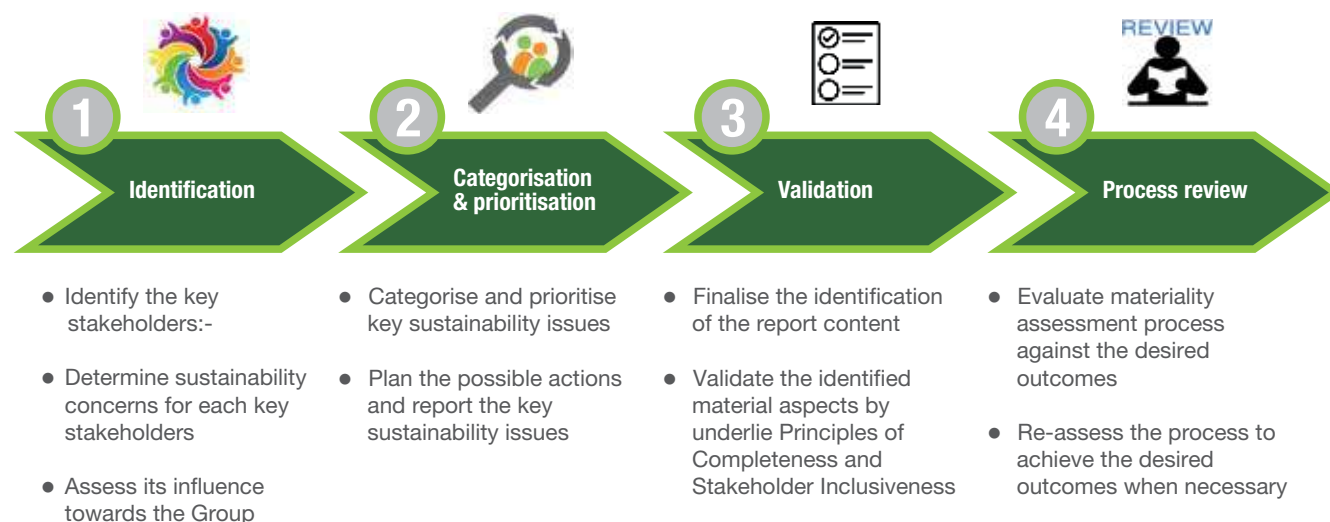 REVIEW
1
Identification
● Identify the key
stakeholders:-
● Determine sustainability
concerns for each key
stakeholders
● Assess its influence
towards the Group
2
Categorisation
& prioritisation
● Categorise and prioritise
key sustainability issues
● Plan the possible actions
and report the key
sustainability issues
3
Validation
● Finalise the identification
of the report content
● Validate the identified
material aspects by
underlie Principles of
Completeness and
Stakeholder Inclusiveness
4
Process review
● Evaluate materiality
assessment process
against the desired
outcomes
● Re-assess the process to
achieve the desired
outcomes when necessary